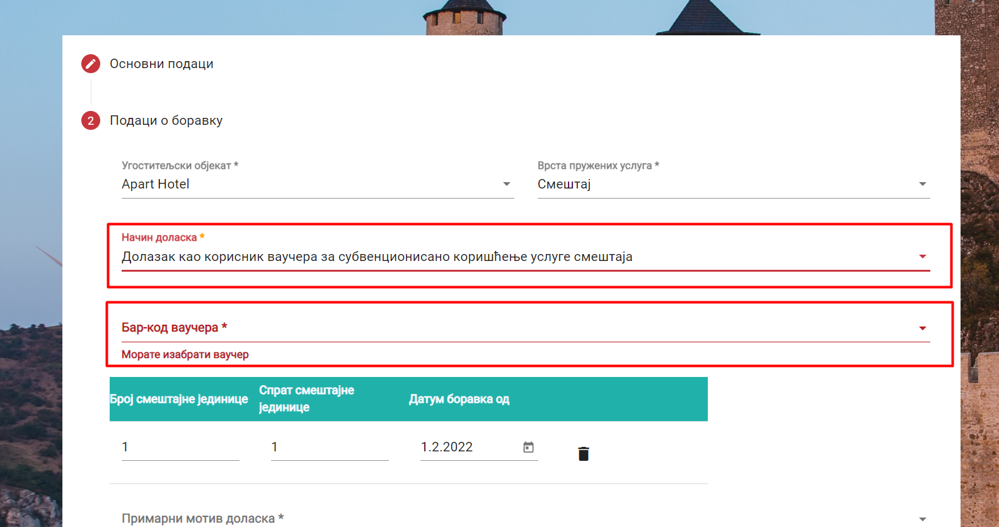 Основни подаци
2 Подаци о боравку
Угоститељски објекат *
Apart Hotel
Врста пружених услуга *
Смештај
Начин доласка *
Долазак као корисник ваучера за субвенционисано коришћење услуге смештаја
Бар-код ваучера *
Морате изабрати ваучер
Број смештајне јединице
Спрат смештајне
јединице
Датум боравка од
1
1
1.2.2022
Примарни мотив доласка *